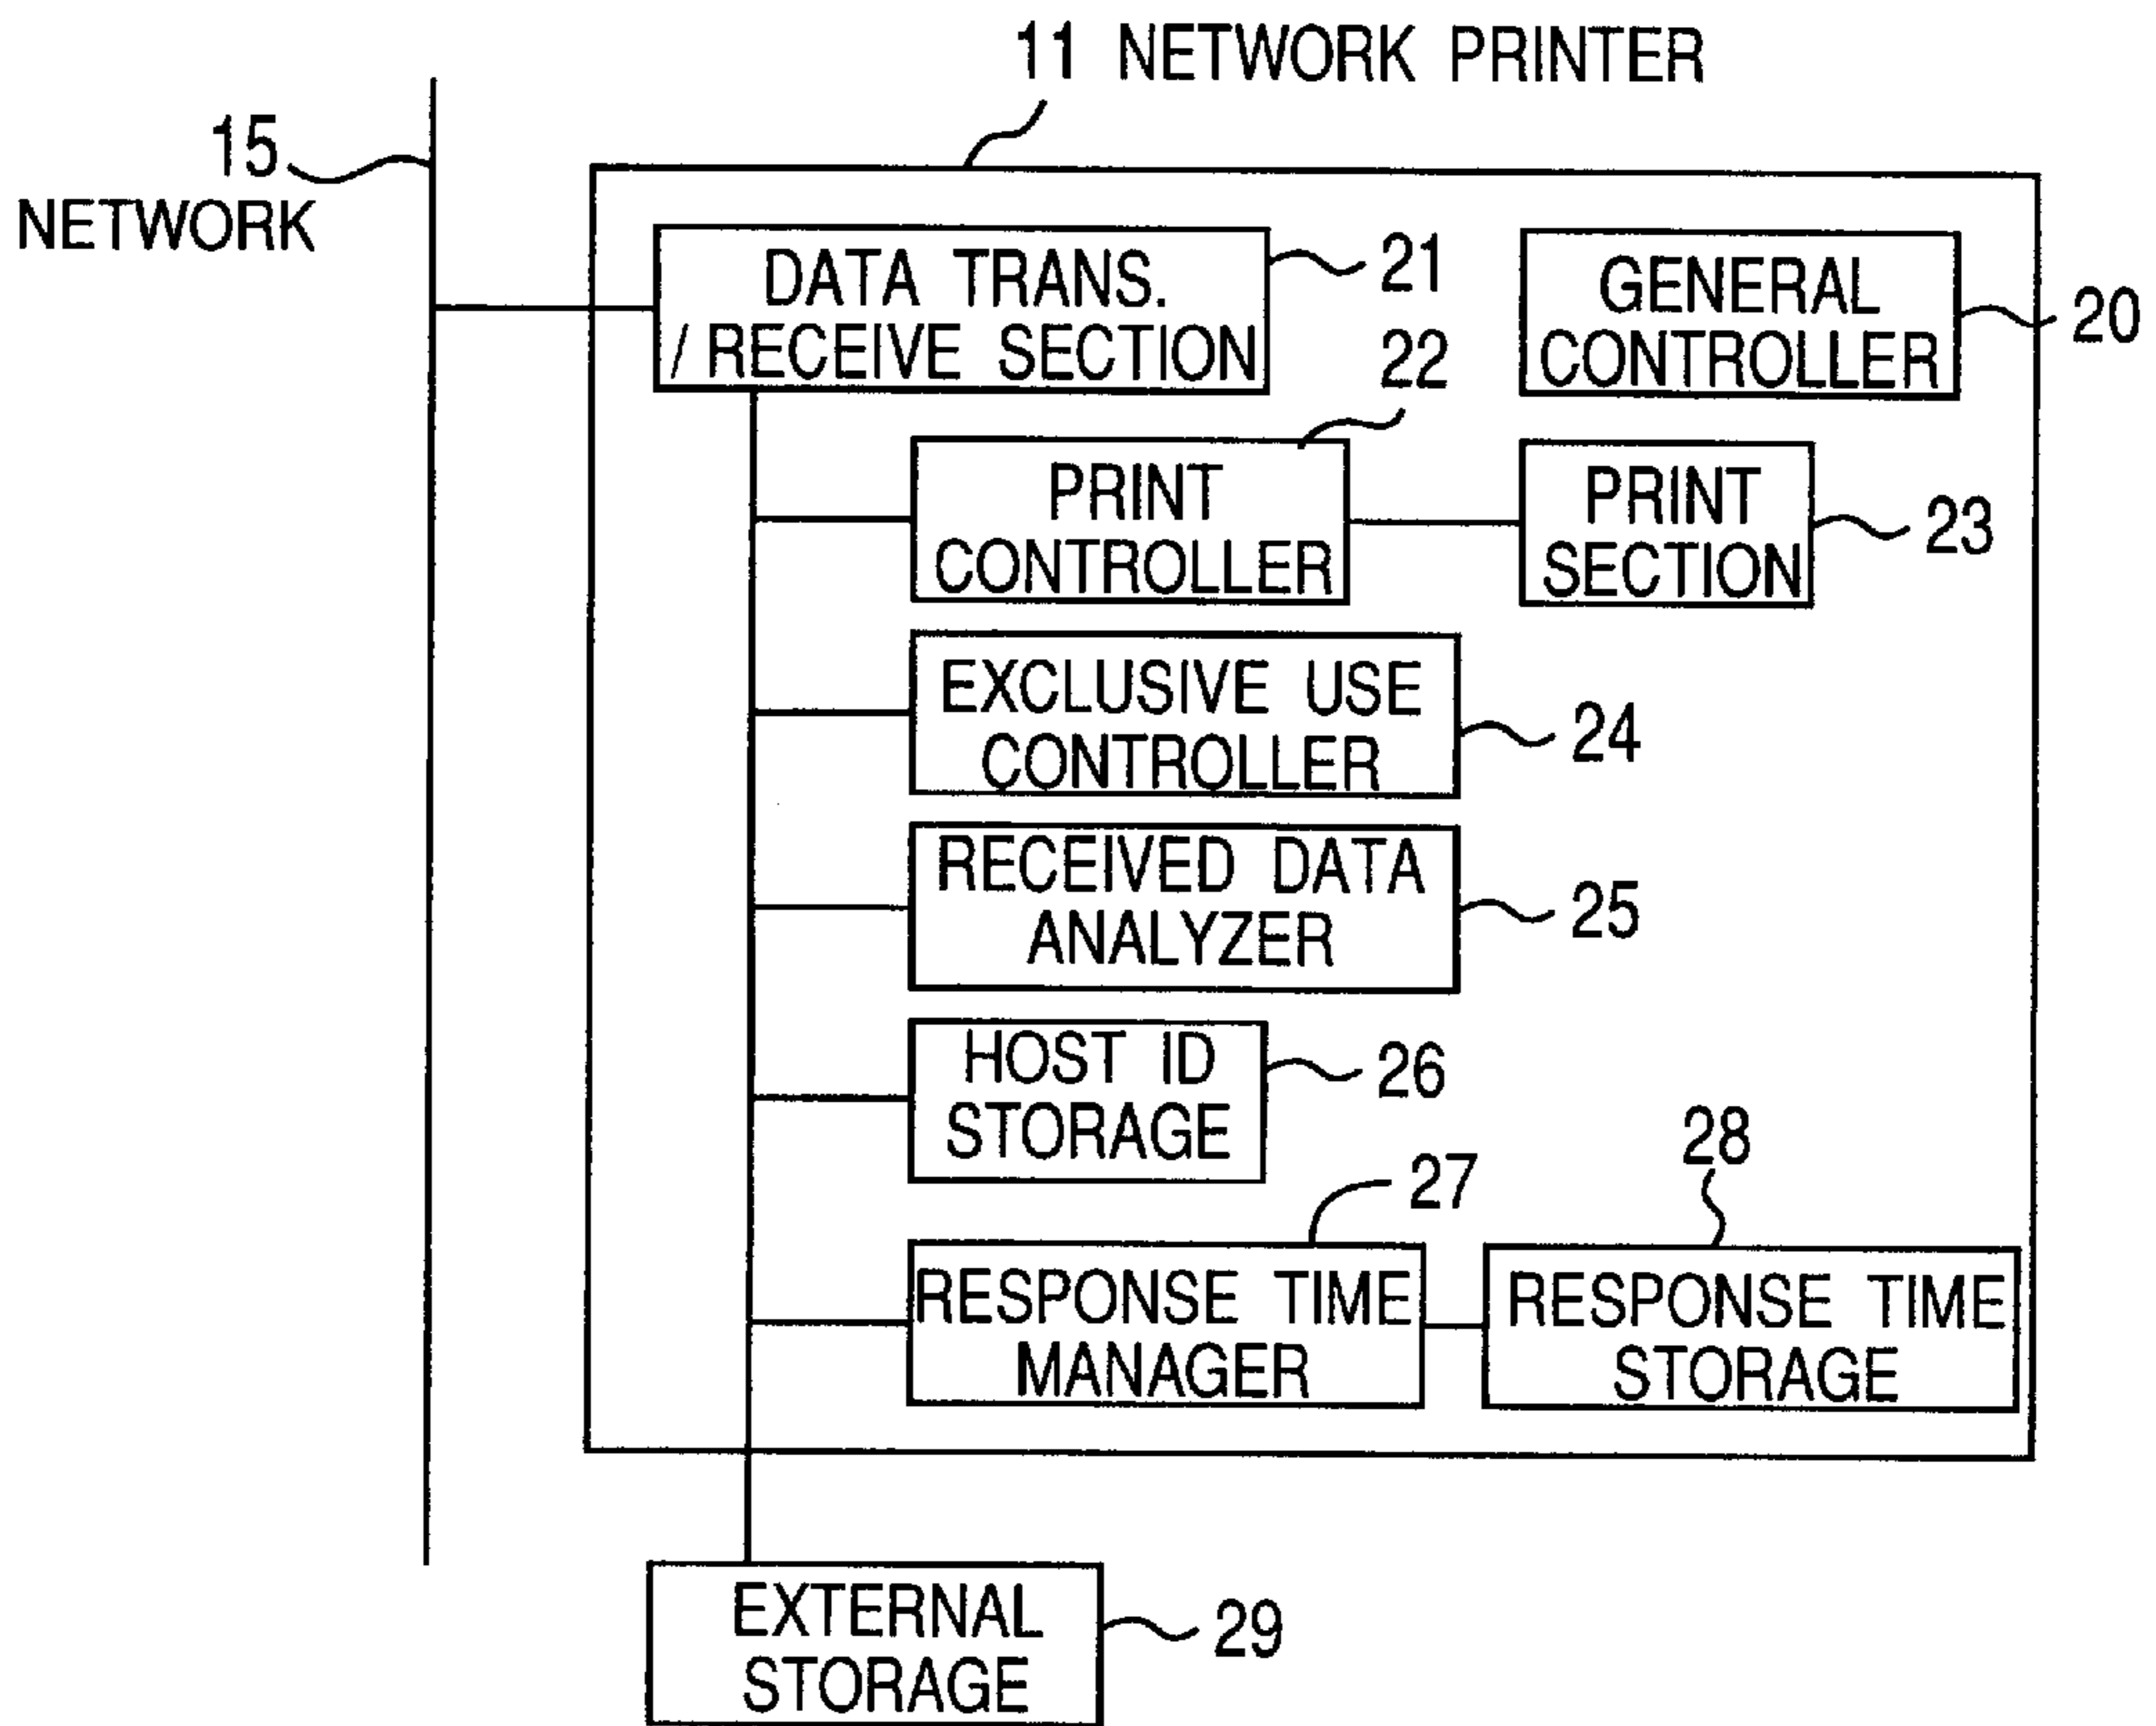 11 NETWORK PRINTER
15
NETWORK
DATA TRANS.
/ RECEIVE SECTION
21
GENERAL
CONTROLLER
20
22
PRINT
CONTROLLER
PRINT
SECTION
23
EXCLUSIVE USE
CONTROLLER
24
RECEIVED DATA
ANALYZER
25
HOST ID
STORAGE
26
27
28
RESPONSE TIME
MANAGER
RESPONSE TIME
STORAGE
EXTERNAL
STORAGE
29